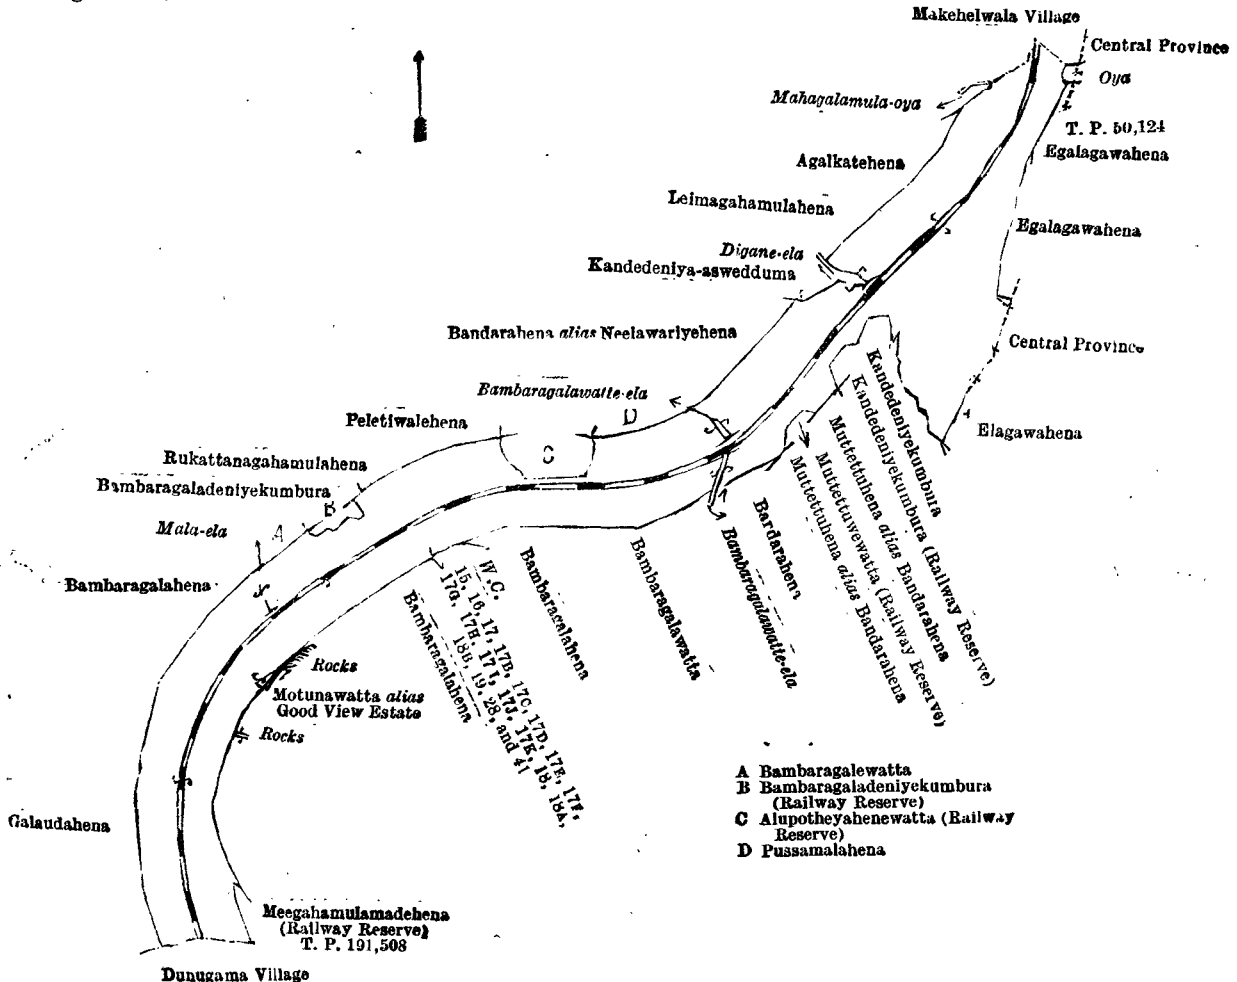 Makehelwala Village
Central Province
Oya
Mahagalamula-oya
T. P. 50,124
Egalagawahena
Agalkatehena
Leimagahamulahena
Egalagawahena
Digane-ela
Kandedeniya-aswedduma
Bandarahena alias Neelawariyehena
Central Province
Bambaragalawatte-ela
D
Peletiwalehena
Elagawahena
C
Rukattanagahamulahena
Bambaragaladeniyekumbura
B
Mala-ela
A
Bambaragalahena
Kandedeniyekumbura
Kandedeniyekumbura (Railway Reserve)
Muttettuhena alias Bandarahena
Muttettuwewatta (Railway Reserve)
Muttettuhena alias Bandarahena
Bardarahena
Bambaragalawatte-ela
Bambaragalawatta
Bambaragalahena
W.C.
15, 16, 17, 17B, 17C, 17D, 17E, 17F,
17G, 17H, 17I, 17J, 17K, 18, 18A,
18B, 19, 28, and 41
Bambaragalahena
Rocks
Motunawatta alias
Good View Estate
Rocks
A Bambaragalewatta
B Bambaragaladeniyekumbura
(Railway Reserve)
C Alupotheyahenewatta (Railway
Reserve)
D Pussamalahena
Galaudahena
Meegahamulamadehena
(Railway Reserve)
T. P. 191,508
Dunugama Village